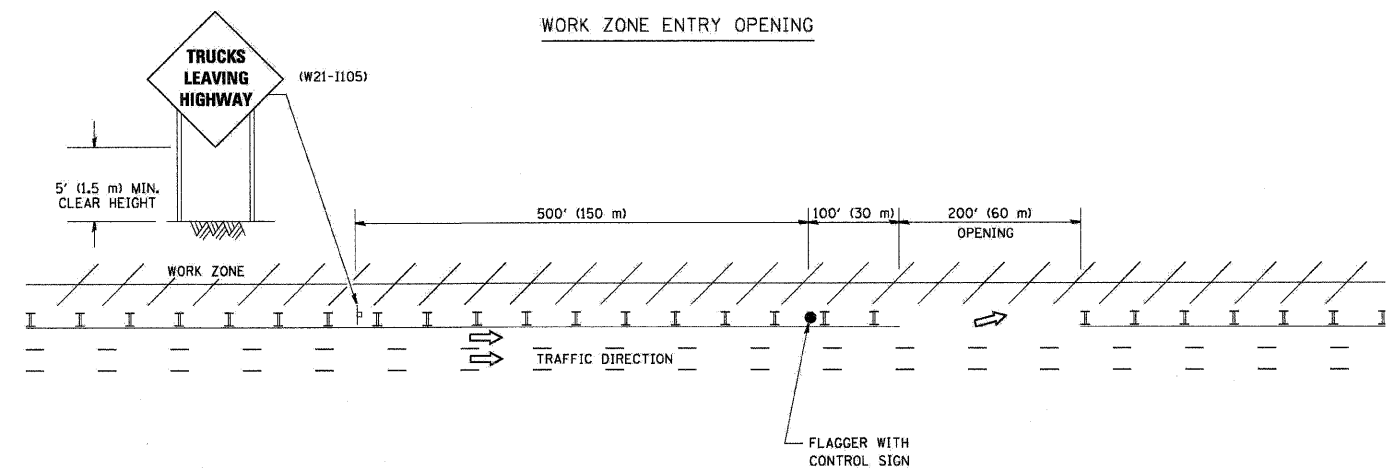 WORK ZONE ENTRY OPENING
TRUCKS
LEAVING
HIGHWAY
(W21-I105)
5' (1.5 m) MIN.
CLEAR HEIGHT
500' (150 m)
100' (30 m)
200' (60 m)
OPENING
WORK ZONE
TRAFFIC DIRECTION
FLAGGER WITH
CONTROL SIGN